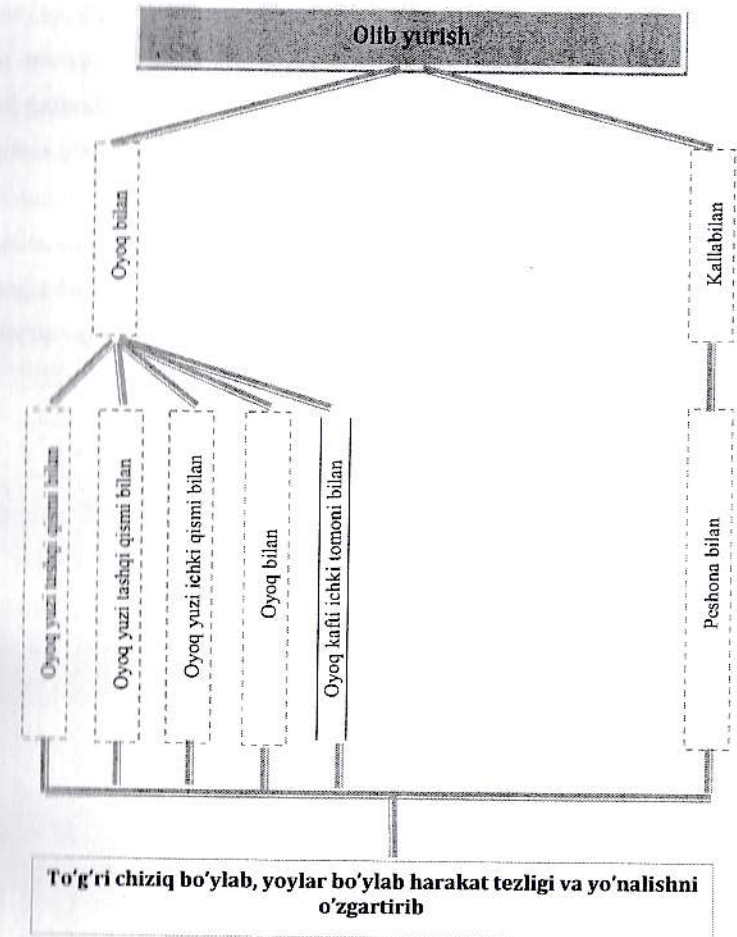 Olib yurish
Oyoq bilan
Kallabilan
Oyoq yuzi tashqi qismi bilan
Oyoq yuzi tashqi qismi bilan
Oyoq yuzi ichki qismi bilan
Oyoq bilan
Oyoq kafti ichki tomoni bilan
Peshona bilan
To'g'ri chiziq bo'ylab, yoylar bo'ylab harakat tezligi va yo'nalishni
o'zgartirib